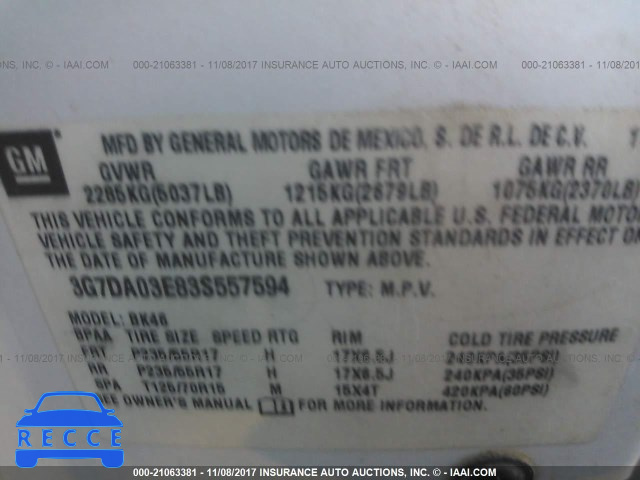 000-21063381 - 11/08/2017 INSURANCE AUTO AUCTIONS, INC. © - IAAI.COM
GM
MFD BY GENERAL MOTORS DE MEXICO. S. DE R.L. DE C.V. 1
GVWR GAWR FRT GAWR RR
2285KG(5037LB) 1215KG(2679LB) 1075KG(2370LB
THIS VEHICLE CONFORMS TO ALL APPLICABLE U.S. FEDERAL MOTO
VEHICLE SAFETY AND THEFT PREVENTION STANDARDS IN EFFECT O
THE DATE OF MANUFACTURE SHOWN ABOVE.
3G7DA03E83S557594 TYPE: M.P.V.
MODEL: BK46
TIRE SIZE SPEED RTG RIM COLD TIRE PRESSURE
FRT P235/55R17 H 17X6.5J
RR P235/55R17 H 17X6.5J 240KPA(35PSI)
SPA T125/70R15 M 15X4T 420KPA(60PSI)
SEE OWNER'S MANUAL FOR MORE INFORMATION.
RECCE
000-21063381 - 11/08/2017 INSURANCE AUTO AUCTIONS, INC. © - IAAI.COM